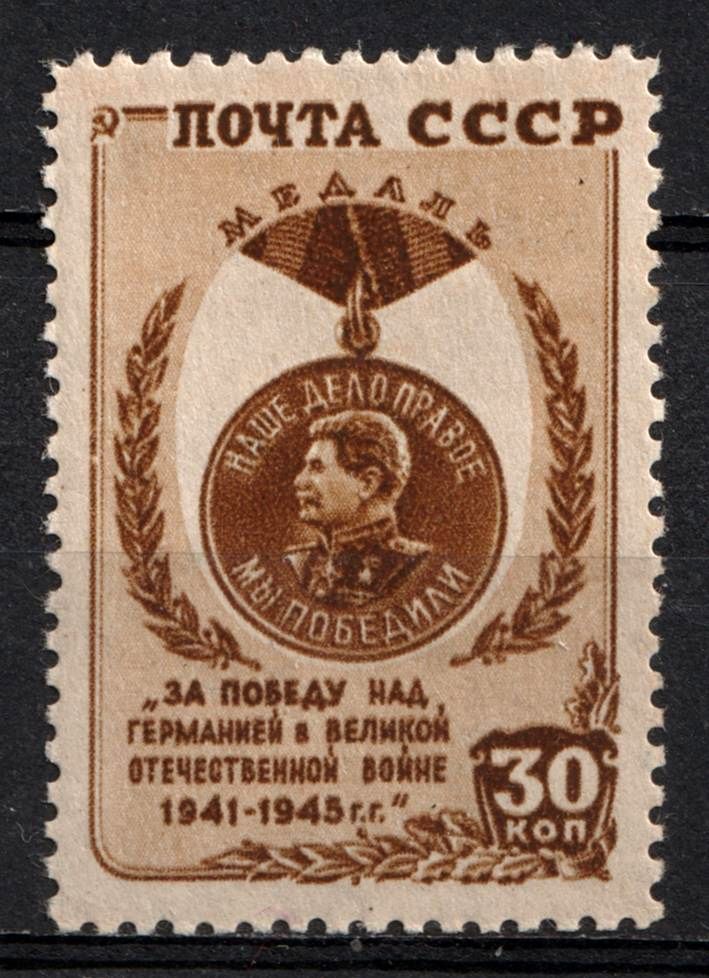 ПОЧТА СССР
МЕДАЛЬ
НАШЕ ДЕЛО ПРАВОЕ
МЫ ПОБЕДИЛИ
„ЗА ПОБЕДУ НАД
ГЕРМАНИЕЙ В ВЕЛИКОЙ
ОТЕЧЕСТВЕННОЙ ВОЙНЕ
1941-1945 г.г."
30
КОП